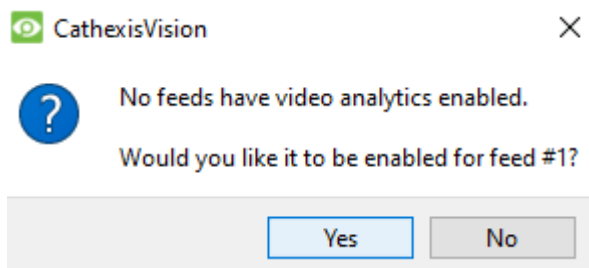 CathexisVision
No feeds have video analytics enabled.
Would you like it to be enabled for feed #1?
Yes No